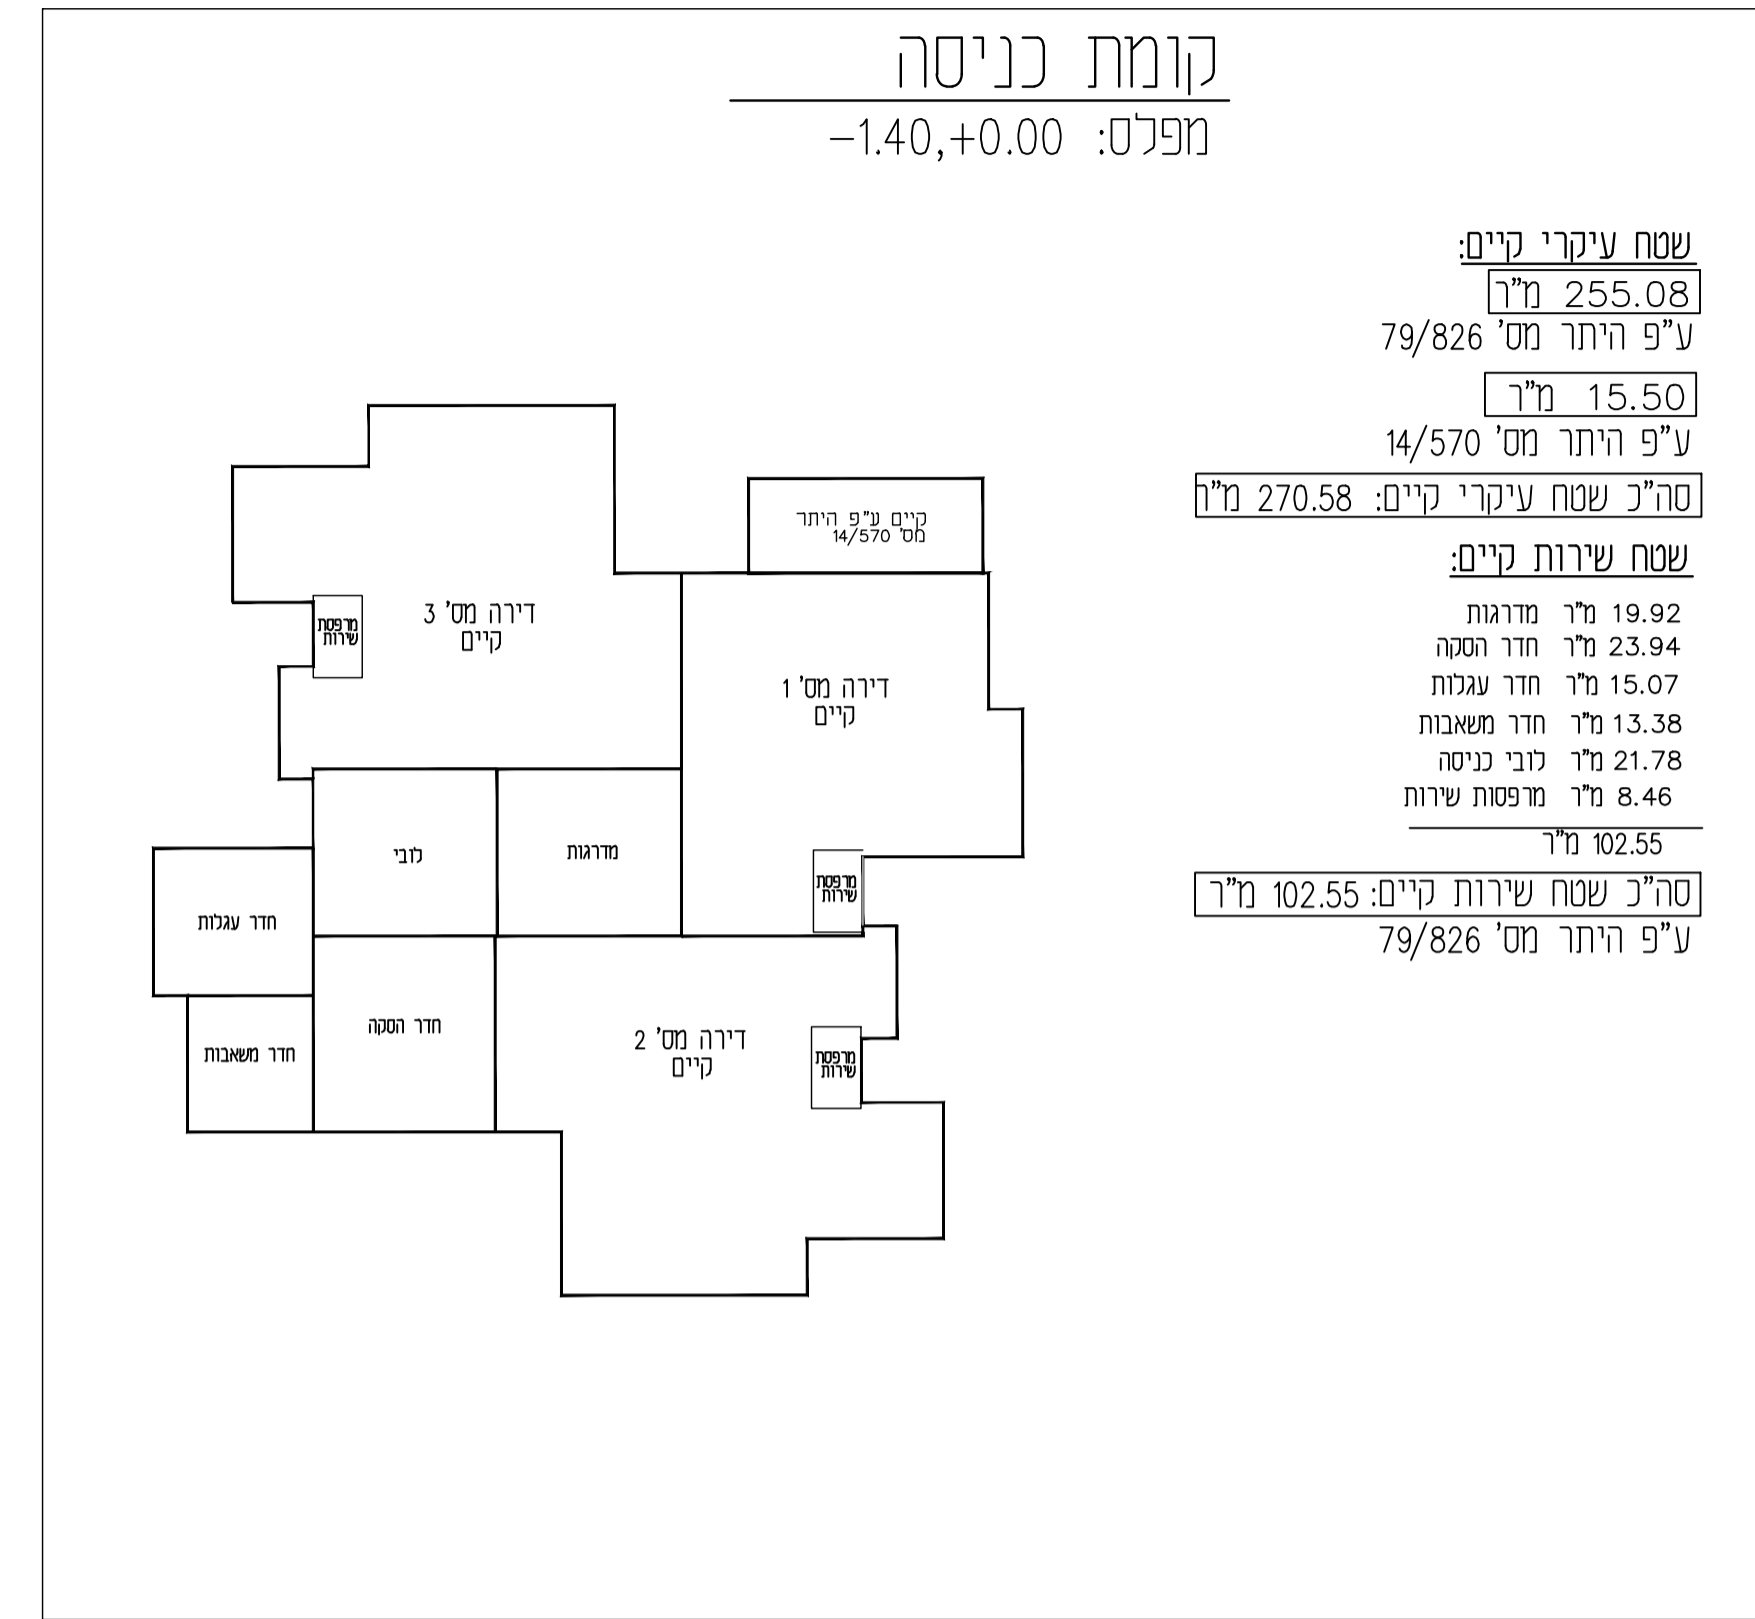 קומת כניסה
מפלס: -1.40,+0.00
שטח עיקרי קיים:
255.08 מ"ר
ע"פ היתר מס' 79/826
15.50 מ"ר
ע"פ היתר מס' 14/570
סה"כ שטח עיקרי קיים: 270.58 מ"ר
שטח שירות קיים:
19.92 מ"ר מדרגות
23.94 מ"ר חדר הסקה
15.07 מ"ר חדר עגלות
13.38 מ"ר חדר משאבות
21.78 מ"ר לובי כניסה
8.46 מ"ר מרפסות שירות
102.55 מ"ר
סה"כ שטח שירות קיים: 102.55 מ"ר
ע"פ היתר מס' 79/826
קיים ע"פ היתר
מס' 14/570
דירה מס' 3
קיים
מרפסת
שירות
דירה מס' 1
קיים
מרפסת
שירות
מדרגות
לובי
חדר עגלות
חדר הסקה
חדר משאבות
דירה מס' 2
קיים
מרפסת
שירות